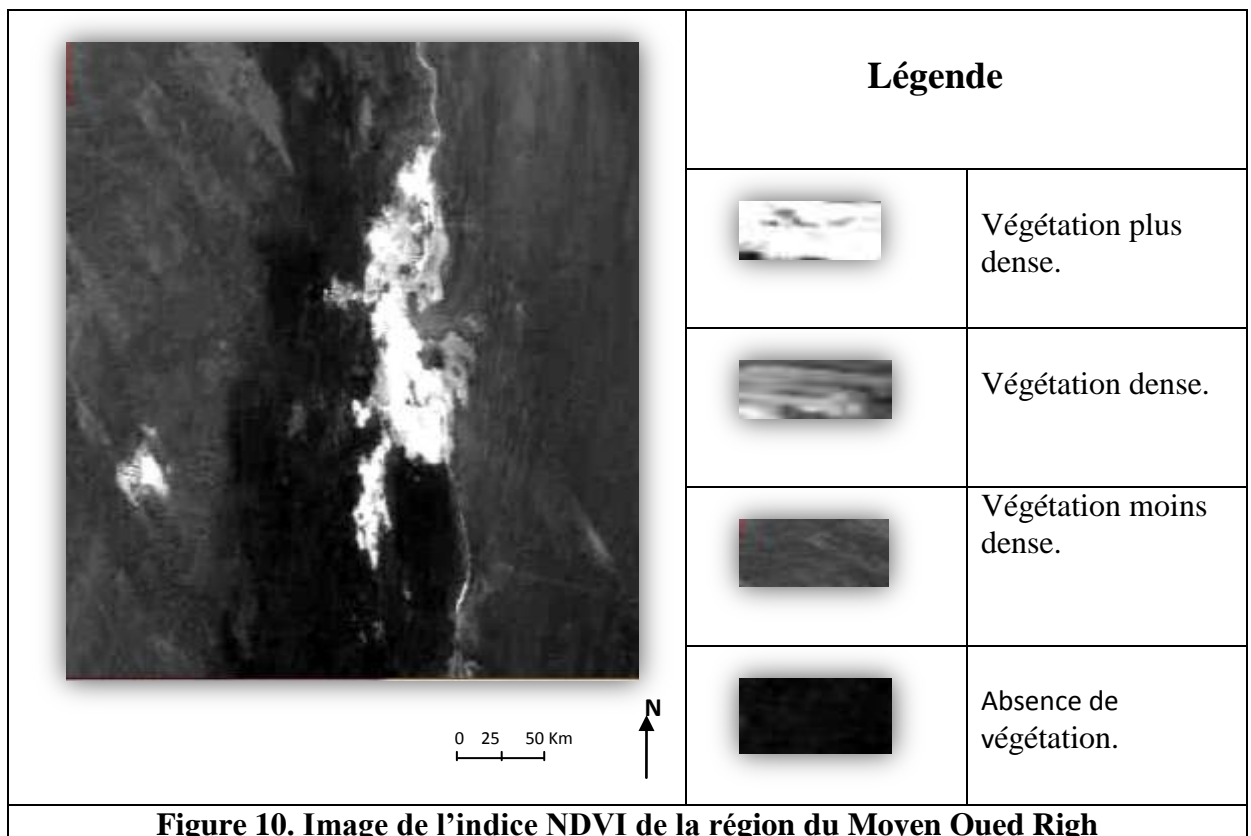 Légende
Végétation plus
dense.
Végétation dense.
Végétation moins
dense.
Absence de
végétation.
N
0 25 50 Km
Figure 10. Image de l'indice NDVI de la région du Moyen Oued Righ